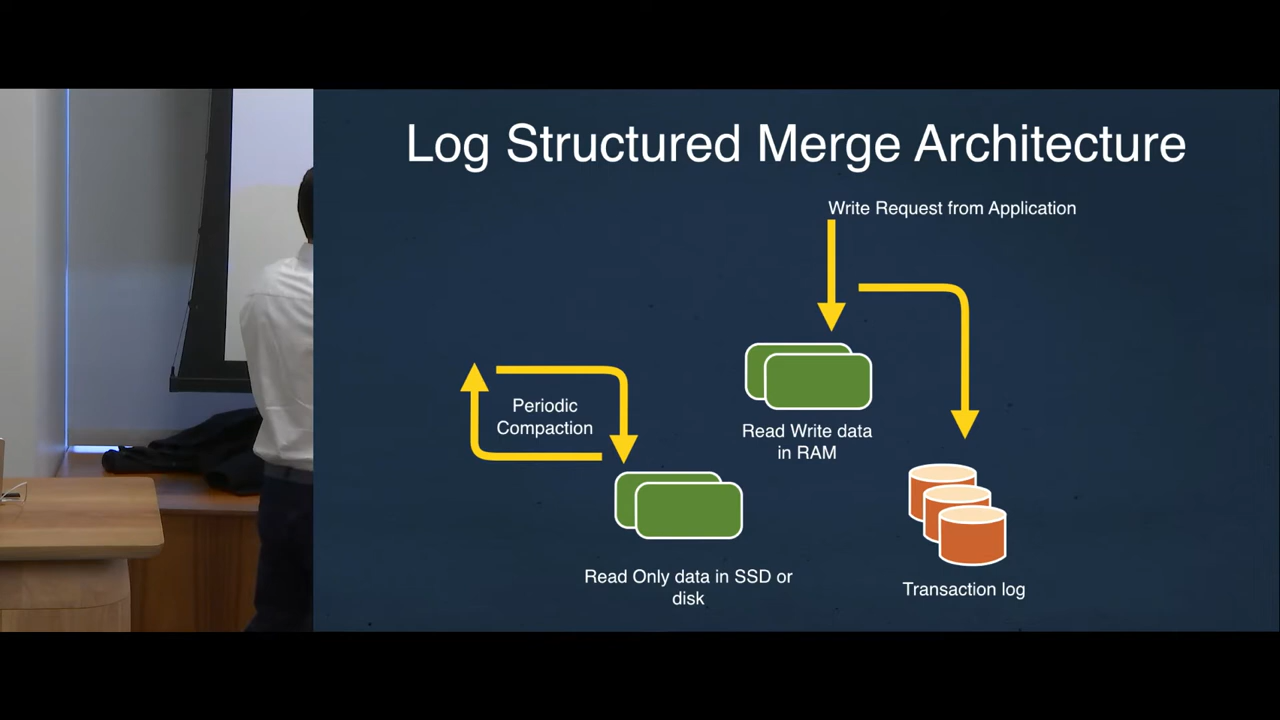 Log Structured Merge Architecture
Write Request from Application
Periodic
Compaction
Read Write data
in RAM
Read Only data in SSD or
disk
Transaction log